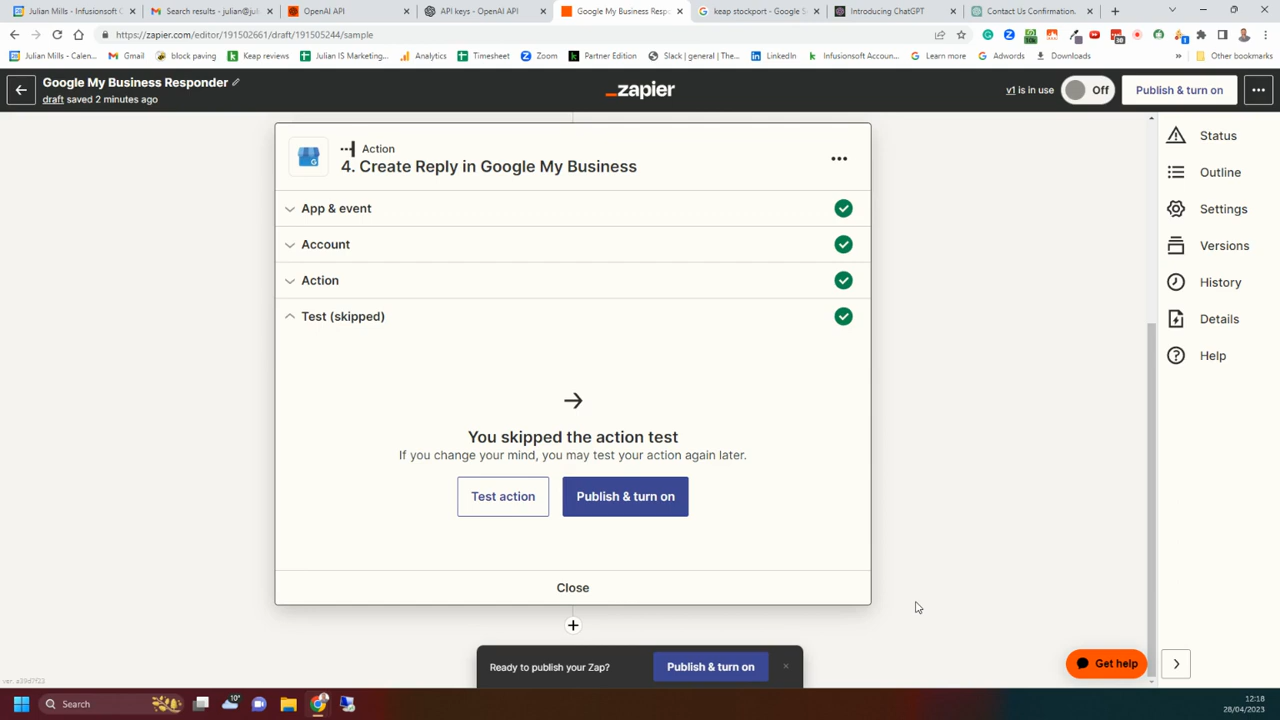 Julian Mills - Infusionsoft C
Search results - julian@ju
OpenAI API
API keys - OpenAI API
Google My Business Respo
keap stockport - Google S
Introducing ChatGPT
Contact Us Confirmation.
https://zapier.com/editor/191502661/draft/191505244/sample
Julian Mills - Calen...
Gmail
block paving
Keap reviews
Julian IS Marketing...
Analytics
Timesheet
Zoom
Partner Edition
Slack | general | The...
LinkedIn
Infusionsoft Accoun...
Learn more
Adwords
Downloads
Other bookmarks
Google My Business Responder
draft saved 2 minutes ago
_zapier
v1 is in use
Off
Publish & turn on
Action
4. Create Reply in Google My Business
App & event
Account
Action
Test (skipped)
You skipped the action test
If you change your mind, you may test your action again later.
Test action
Publish & turn on
Close
Status
Outline
Settings
Versions
History
Details
Help
Ready to publish your Zap?
Publish & turn on
Get help
ver. a39d7f23
Search
10°
12:18
28/04/2023